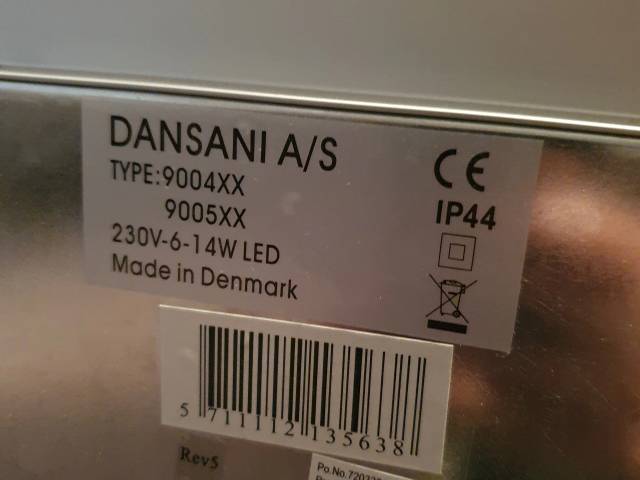 DANSANI A/S
TYPE:9004XX
9005XX
230V-6-14W LED
Made in Denmark
CE
IP44
5 711112 135638
Rev5